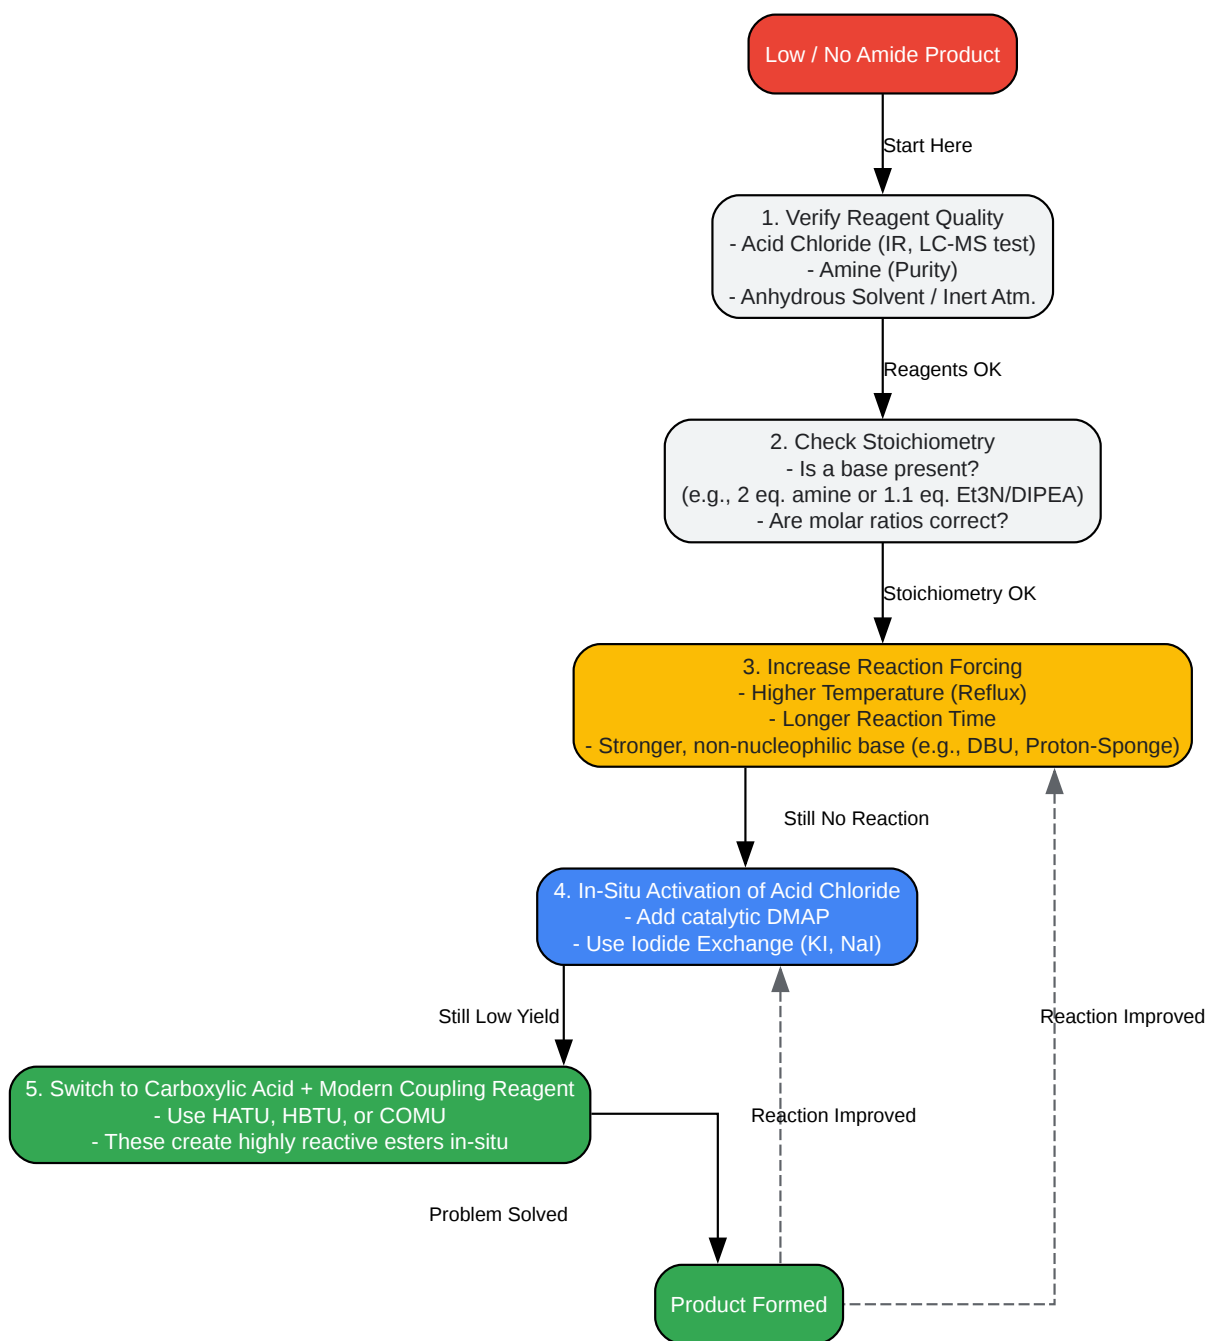 Low / No Amide Product
Start Here
1. Verify Reagent Quality
- Acid Chloride (IR, LC-MS test)
- Amine (Purity)
- Anhydrous Solvent / Inert Atm.
Reagents OK
2. Check Stoichiometry
- Is a base present?
(e.g., 2 eq. amine or 1.1 eq. Et3N/DIPEA)
- Are molar ratios correct?
Stoichiometry OK
3. Increase Reaction Forcing
- Higher Temperature (Reflux)
- Longer Reaction Time
- Stronger, non-nucleophilic base (e.g., DBU, Proton-Sponge)
Still No Reaction
4. In-Situ Activation of Acid Chloride
- Add catalytic DMAP
- Use Iodide Exchange (KI, NaI)
Still Low Yield
Reaction Improved
5. Switch to Carboxylic Acid + Modern Coupling Reagent
- Use HATU, HBTU, or COMU
- These create highly reactive esters in-situ
Reaction Improved
Problem Solved
Product Formed